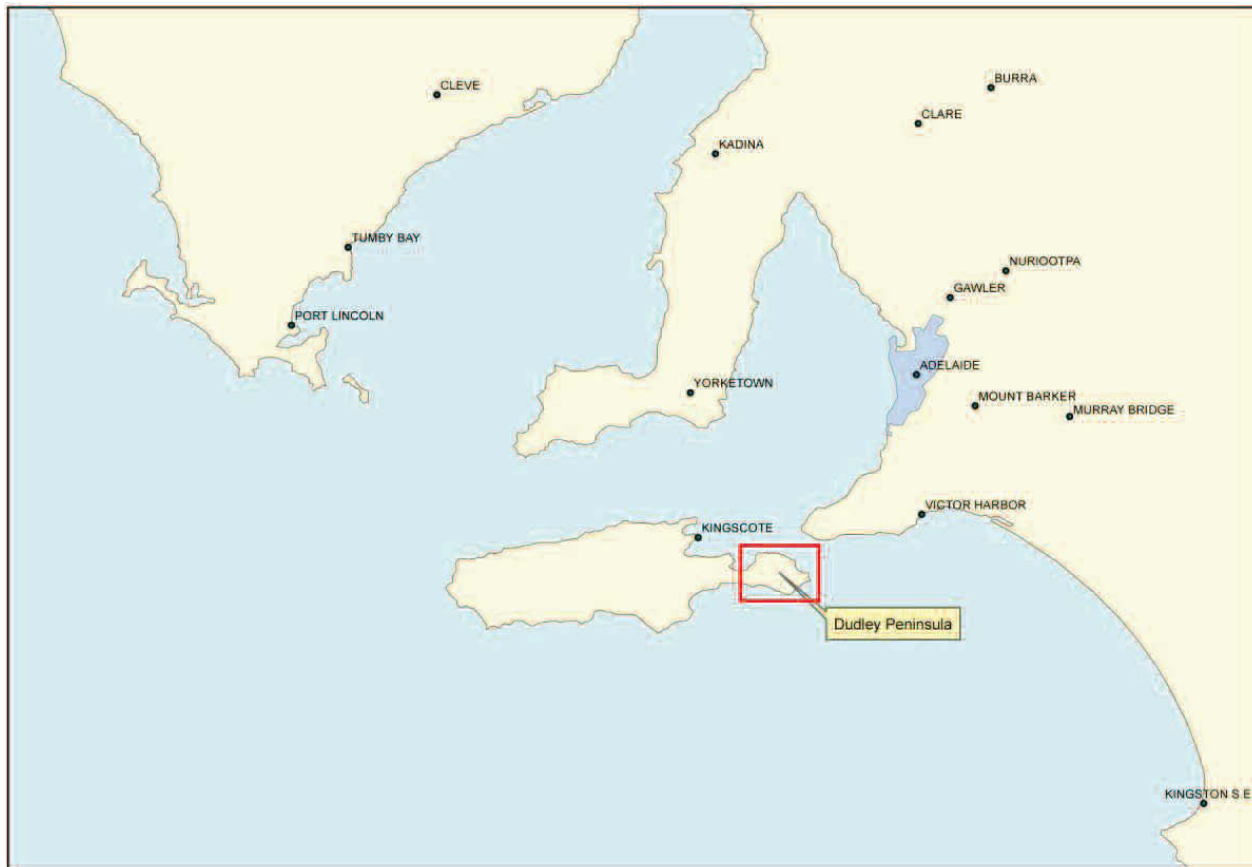 BURRA
CLEVE
CLARE
KADINA
TUMBY BAY
NURIOOTPA
GAWLER
PORT LINCOLN
ADELAIDE
YORKETOWN
MOUNT BARKER
MURRAY BRIDGE
VICTOR HARBOR
KINGSCOTE
Dudley Peninsula
KINGSTON S.E